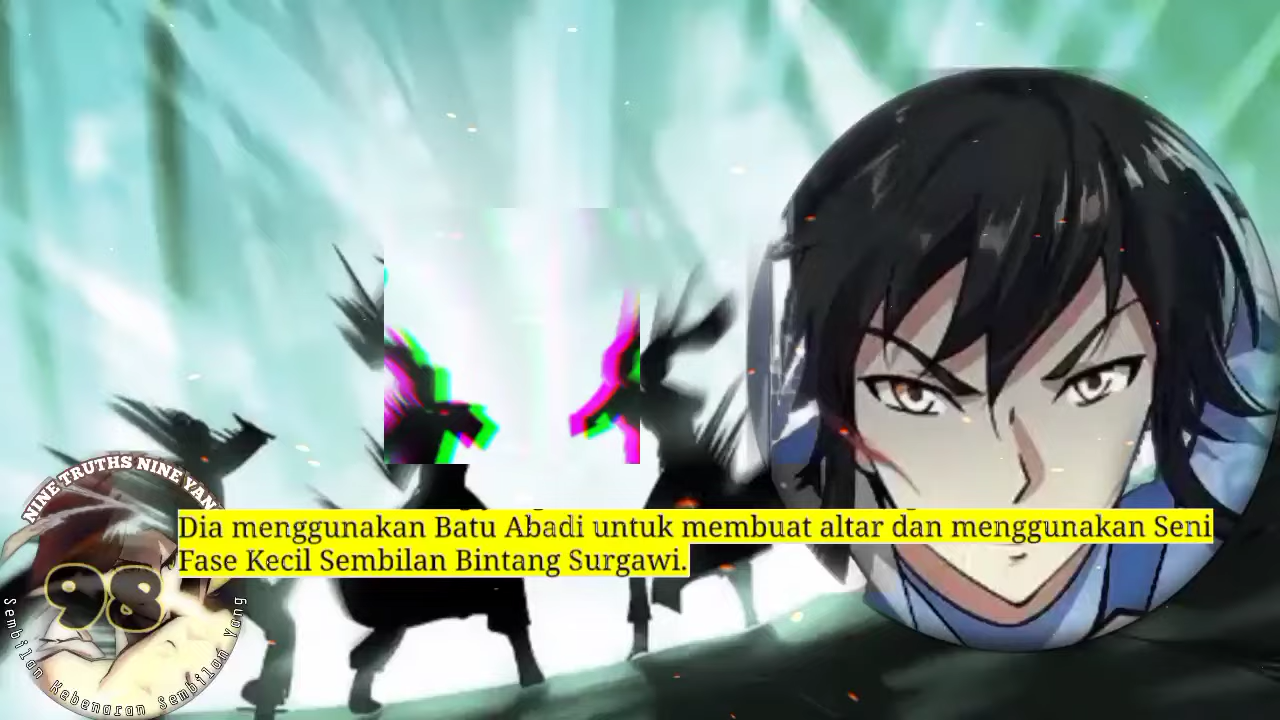 NINE TRUTHS NINE YANG
98
Dia menggunakan Batu Abadi untuk membuat altar dan menggunakan Seni
Fase Kecil Sembilan Bintang Surgawi.
Sembilan Kebenaran Sembilan Yang